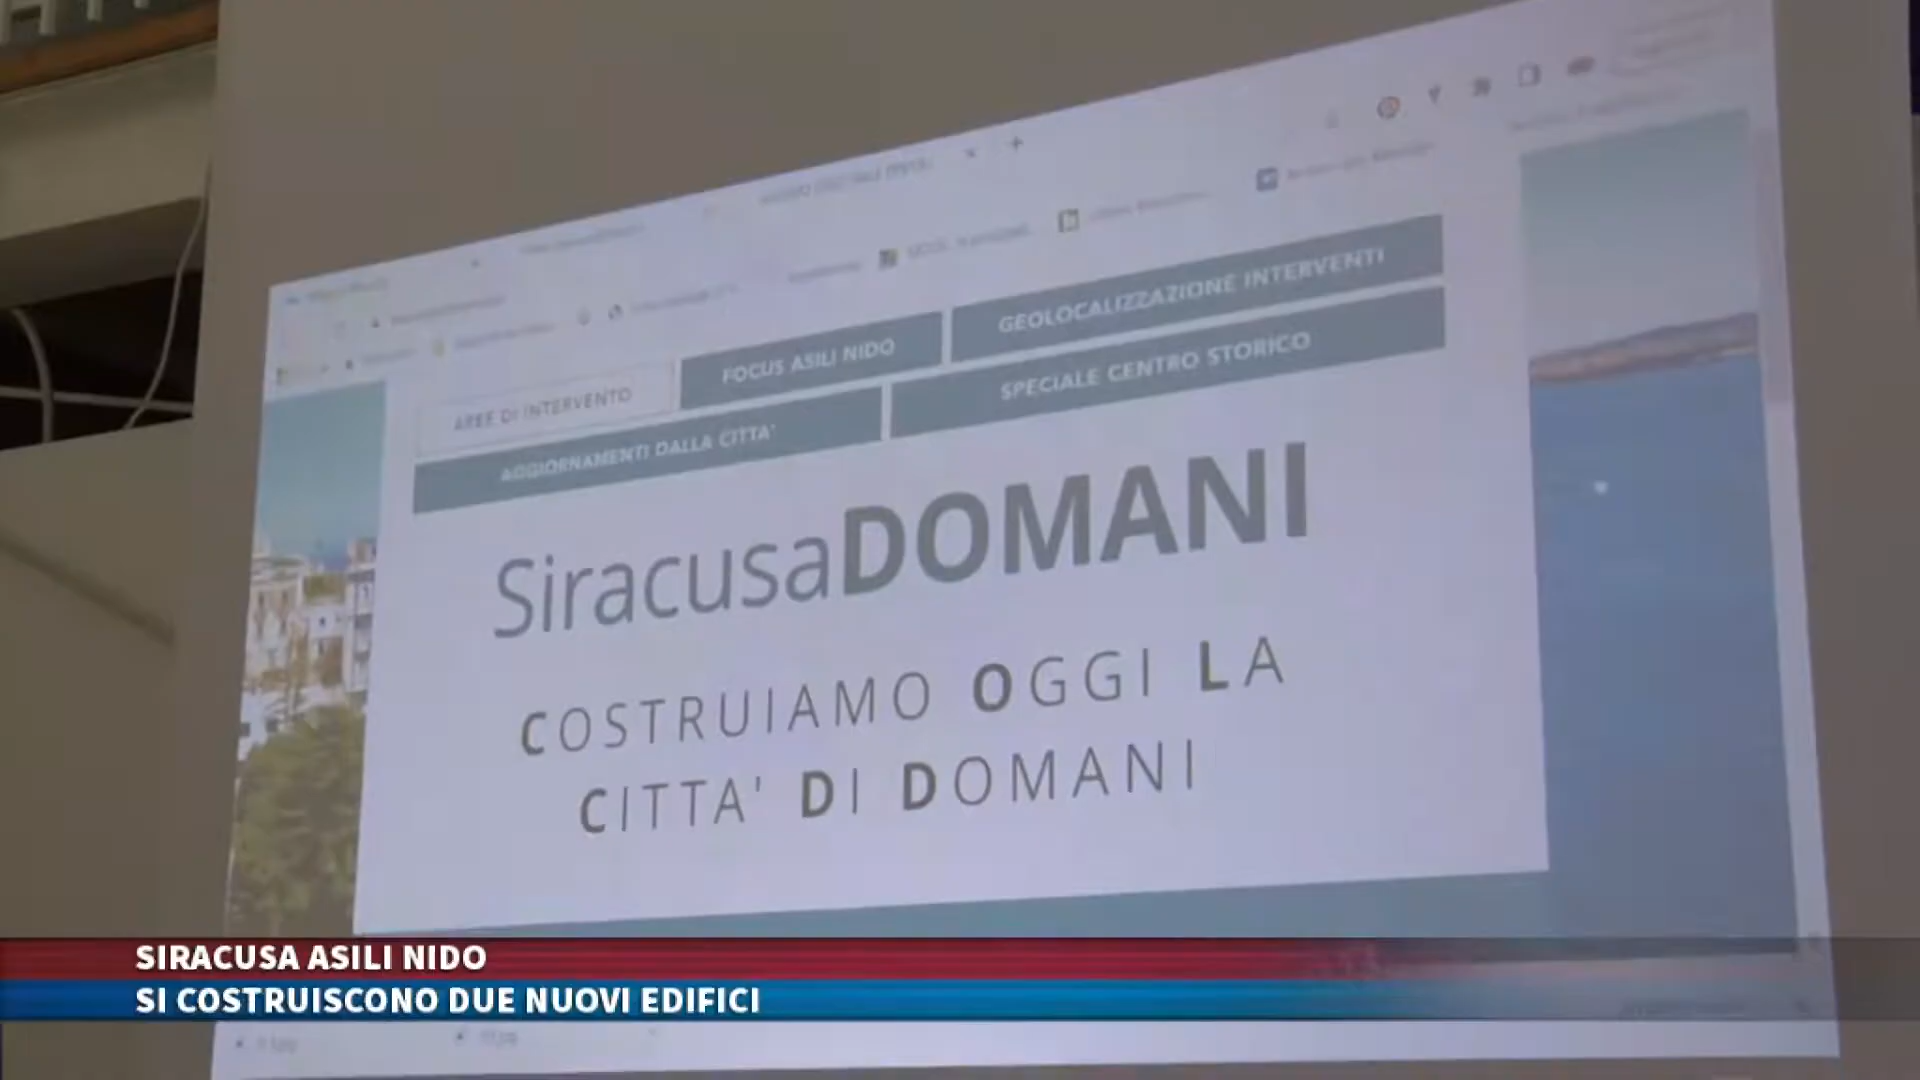 AREE DI INTERVENTO
FOCUS ASILI NIDO
GEOLOCALIZZAZIONE INTERVENTI
AGGIORNAMENTI DALLA CITTA'
SPECIALE CENTRO STORICO
SiracusaDOMANI
COSTRUIAMO OGGI LA
CITTA' DI DOMANI
SIRACUSA ASILI NIDO
SI COSTRUISCONO DUE NUOVI EDIFICI